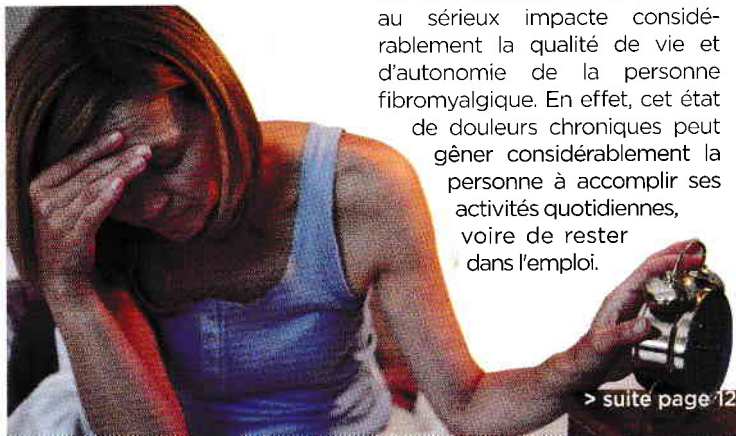 au sérieux impacte considé-
rablement la qualité de vie et
d'autonomie de la personne
fibromyalgique. En effet, cet état
de douleurs chroniques peut
gêner considérablement la
personne à accomplir ses
activités quotidiennes,
voire de rester
dans l'emploi.
> suite page 12